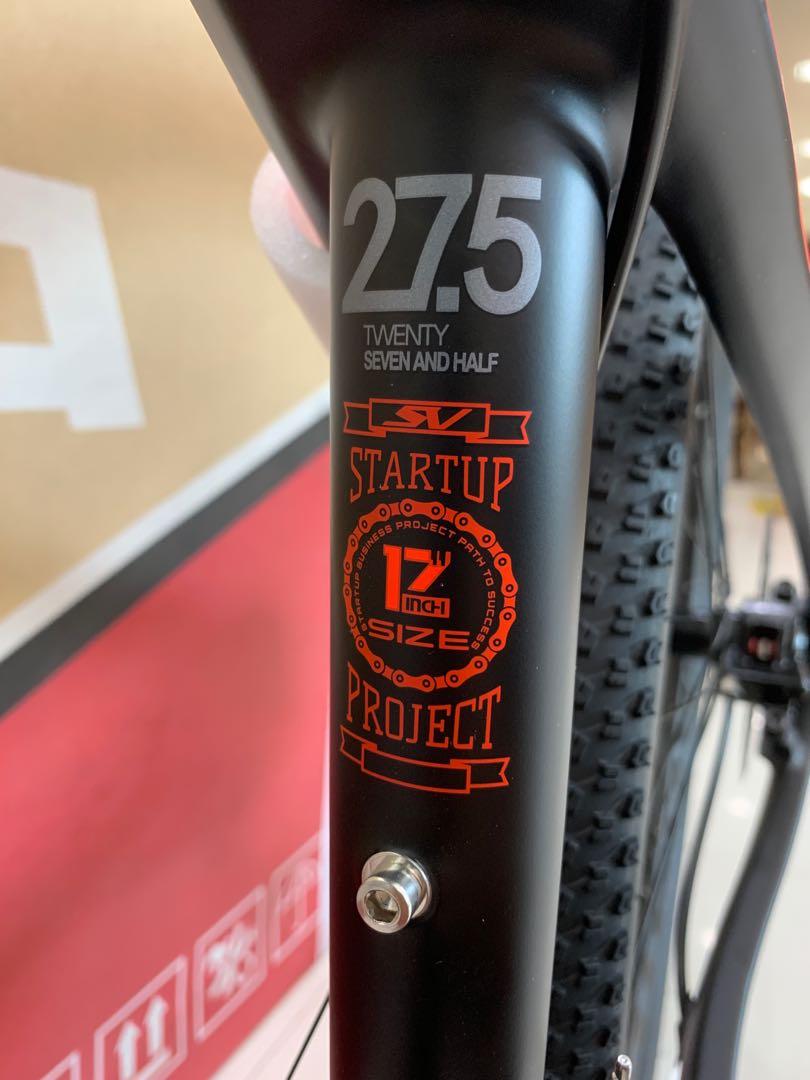 27.5
TWENTY
SEVEN AND HALF
SV
STARTUP
STARTUP BUSINESS PROJECT PATH TO SUCCESS
17"
INCH
SIZE
PROJECT